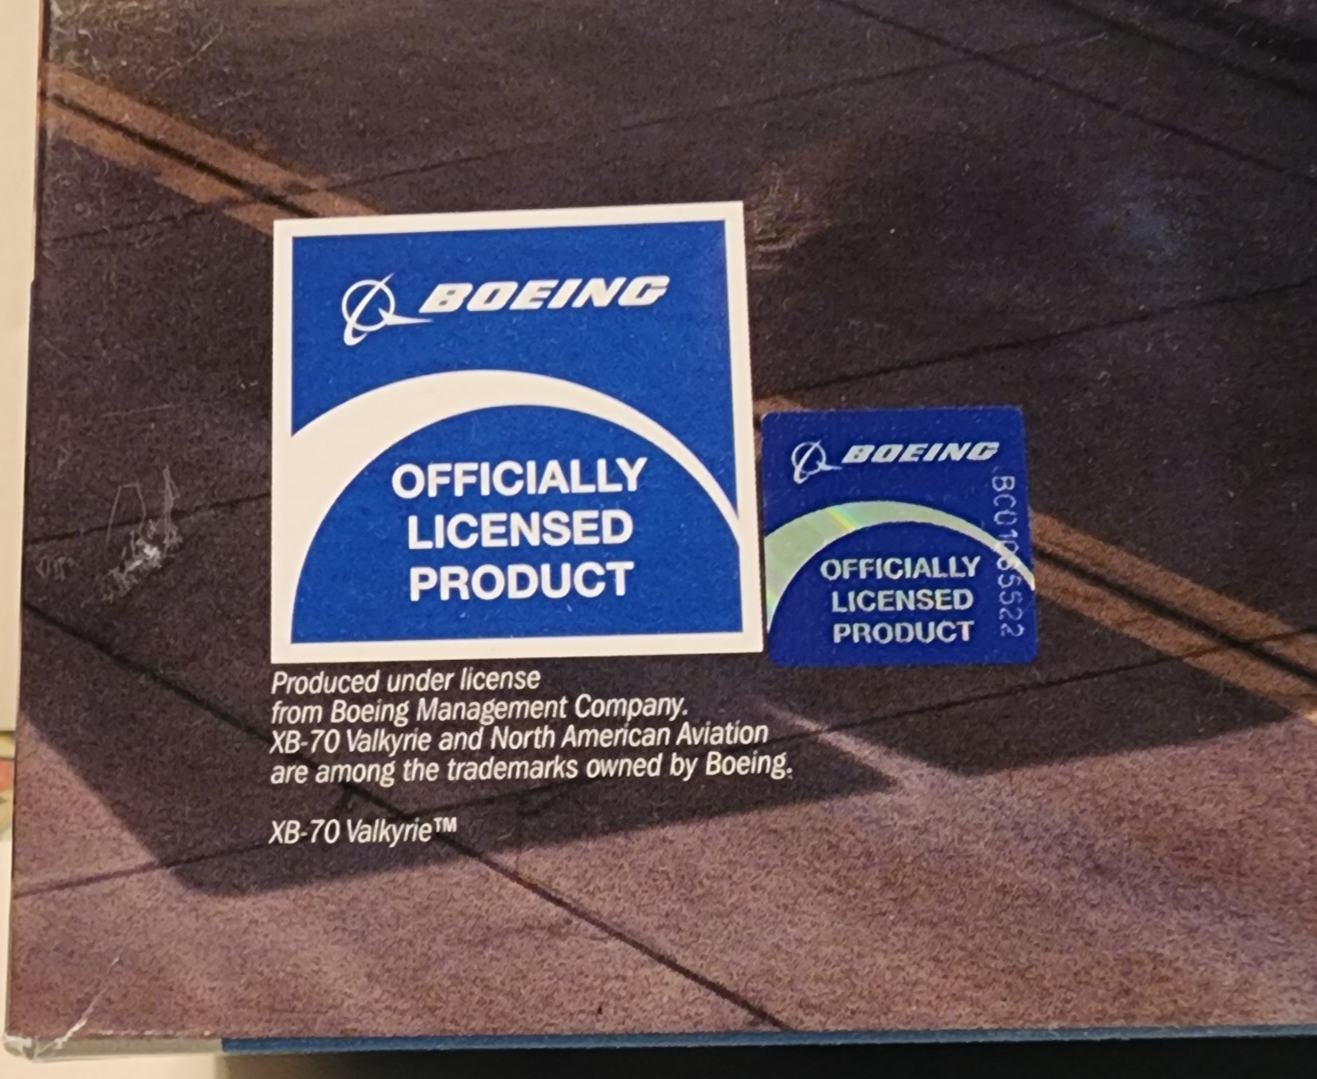 BOEING
OFFICIALLY
LICENSED
PRODUCT
BOEING
OFFICIALLY
LICENSED
PRODUCT
Produced under license
from Boeing Management Company.
XB-70 Valkyrie and North American Aviation
are among the trademarks owned by Boeing.
XB-70 Valkyrie™